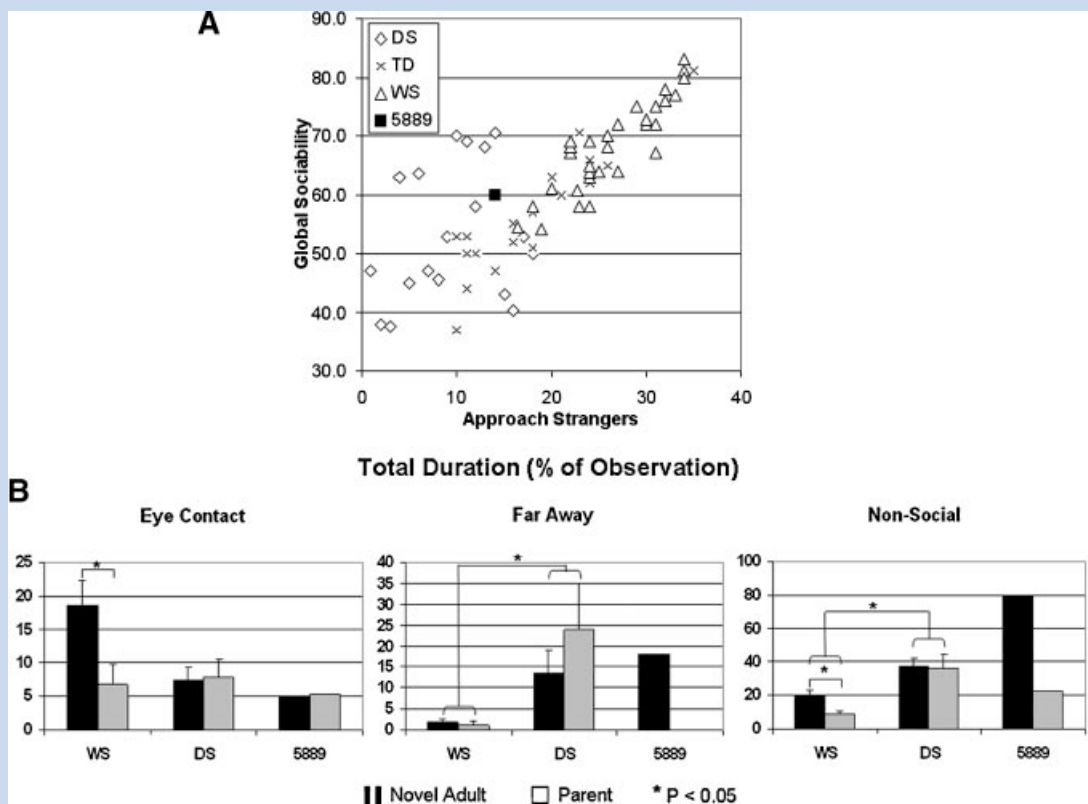 A
90.0
80.0
70.0
60.0
50.0
40.0
30.0
Global Sociability
DS
TD
WS
5889
0 10 20 30 40
Approach Strangers
Total Duration (% of Observation)
B
Eye Contact
25
20
15
10
5
0
*
WS DS 5889
Far Away
40
35
30
25
20
15
10
5
0
*
WS DS 5889
Non-Social
100
80
60
40
20
0
*
*
WS DS 5889
Novel Adult Parent * P < 0.05